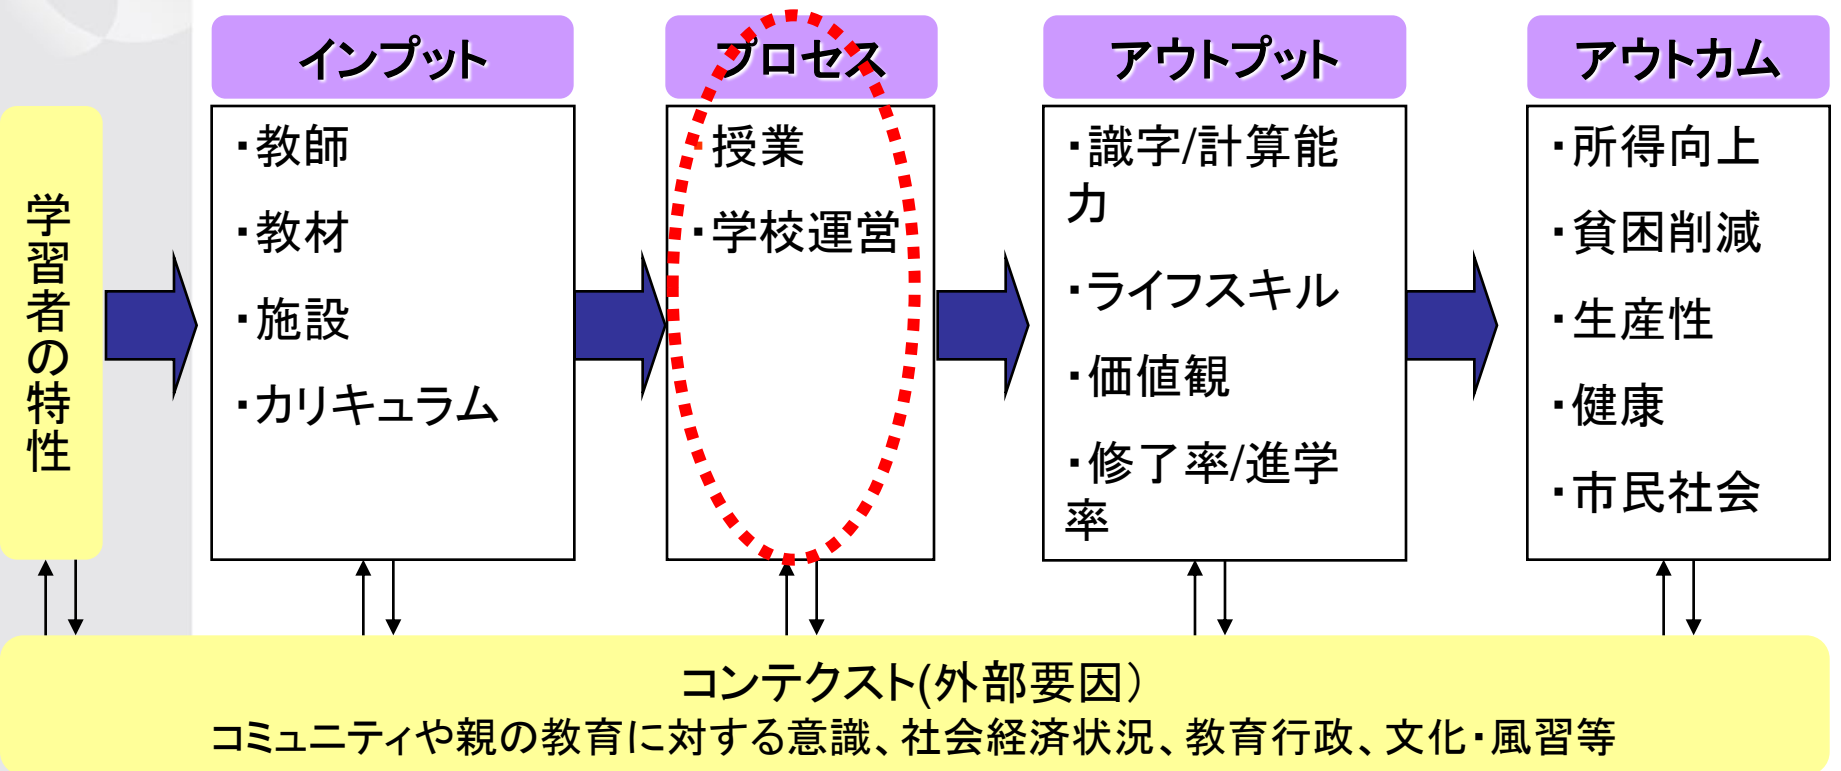 インプット
プロセス
アウトプット
アウトカム
学習者の特性
・教師
・教材
・施設
・カリキュラム
・授業
・学校運営
・識字/計算能
力
・ライフスキル
・価値観
・修了率/進学
率
・所得向上
・貧困削減
・生産性
・健康
・市民社会
コンテクスト(外部要因）
コミュニティや親の教育に対する意識、社会経済状況、教育行政、文化・風習等